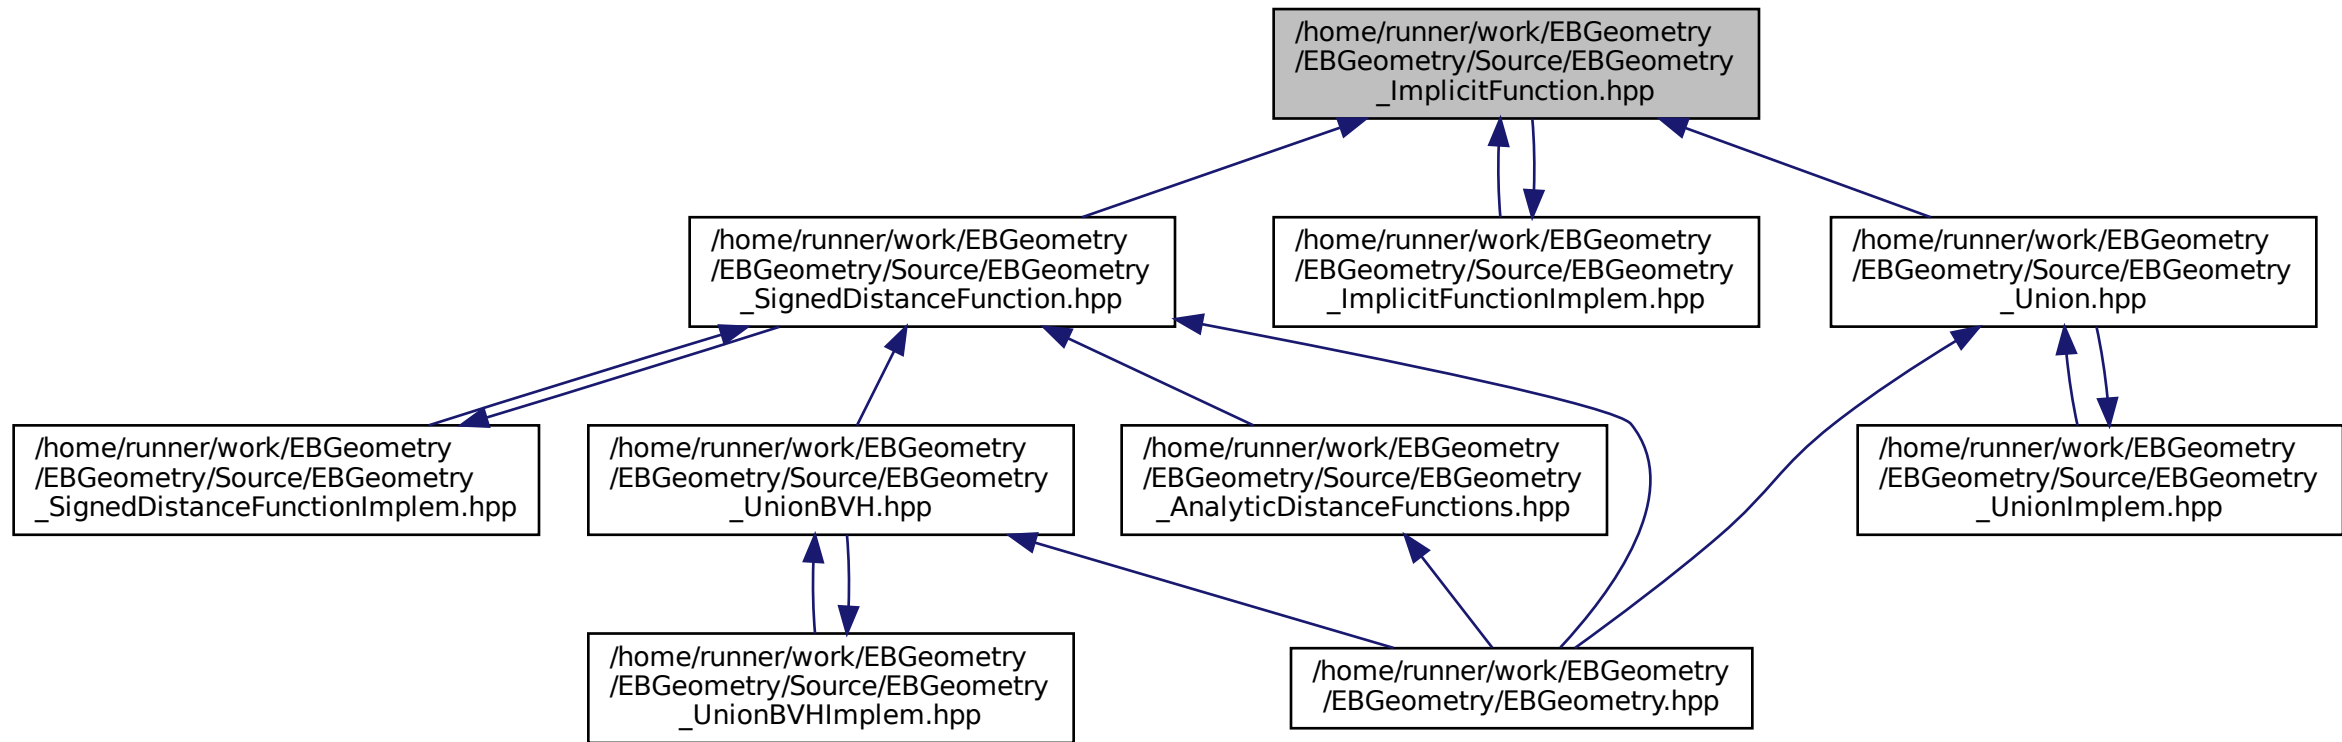 /home/runner/work/EBGeometry
/EBGeometry/Source/EBGeometry
_ImplicitFunction.hpp
/home/runner/work/EBGeometry
/EBGeometry/Source/EBGeometry
_SignedDistanceFunction.hpp
/home/runner/work/EBGeometry
/EBGeometry/Source/EBGeometry
_ImplicitFunctionImplem.hpp
/home/runner/work/EBGeometry
/EBGeometry/Source/EBGeometry
_Union.hpp
/home/runner/work/EBGeometry
/EBGeometry/Source/EBGeometry
_SignedDistanceFunctionImplem.hpp
/home/runner/work/EBGeometry
/EBGeometry/Source/EBGeometry
_UnionBVH.hpp
/home/runner/work/EBGeometry
/EBGeometry/Source/EBGeometry
_AnalyticDistanceFunctions.hpp
/home/runner/work/EBGeometry
/EBGeometry/Source/EBGeometry
_UnionImplem.hpp
/home/runner/work/EBGeometry
/EBGeometry/Source/EBGeometry
_UnionBVHImplem.hpp
/home/runner/work/EBGeometry
/EBGeometry/EBGeometry.hpp